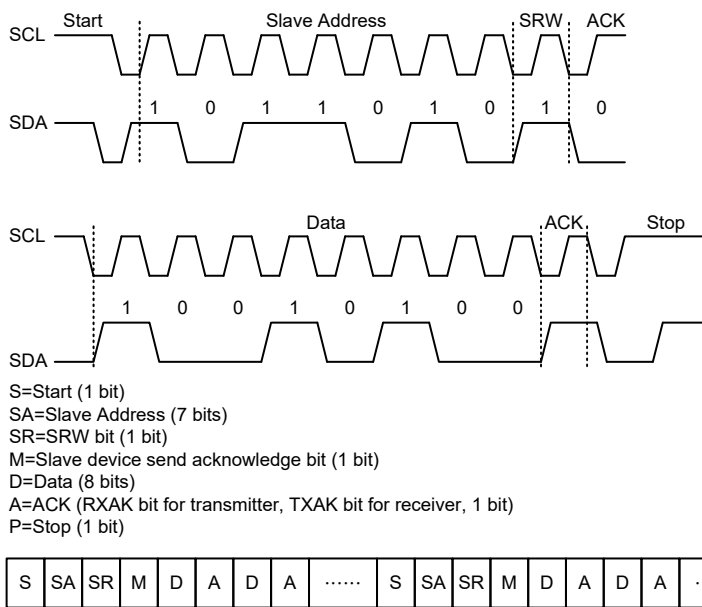 Start Slave Address SRW ACK
SCL
1 0 1 1 0 1 0 1 0
SDA
Data ACK Stop
SCL
1 0 0 1 0 1 0 0
SDA
S=Start (1 bit)
SA=Slave Address (7 bits)
SR=SRW bit (1 bit)
M=Slave device send acknowledge bit (1 bit)
D=Data (8 bits)
A=ACK (RXAK bit for transmitter, TXAK bit for receiver, 1 bit)
P=Stop (1 bit)
S SA SR M D A D A ...... S SA SR M D A D A